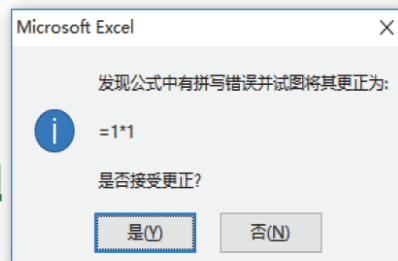 Microsoft Excel
发现公式中有拼写错误并试图将其更正为:
=1*1
是否接受更正?
是(Y)
否(N)